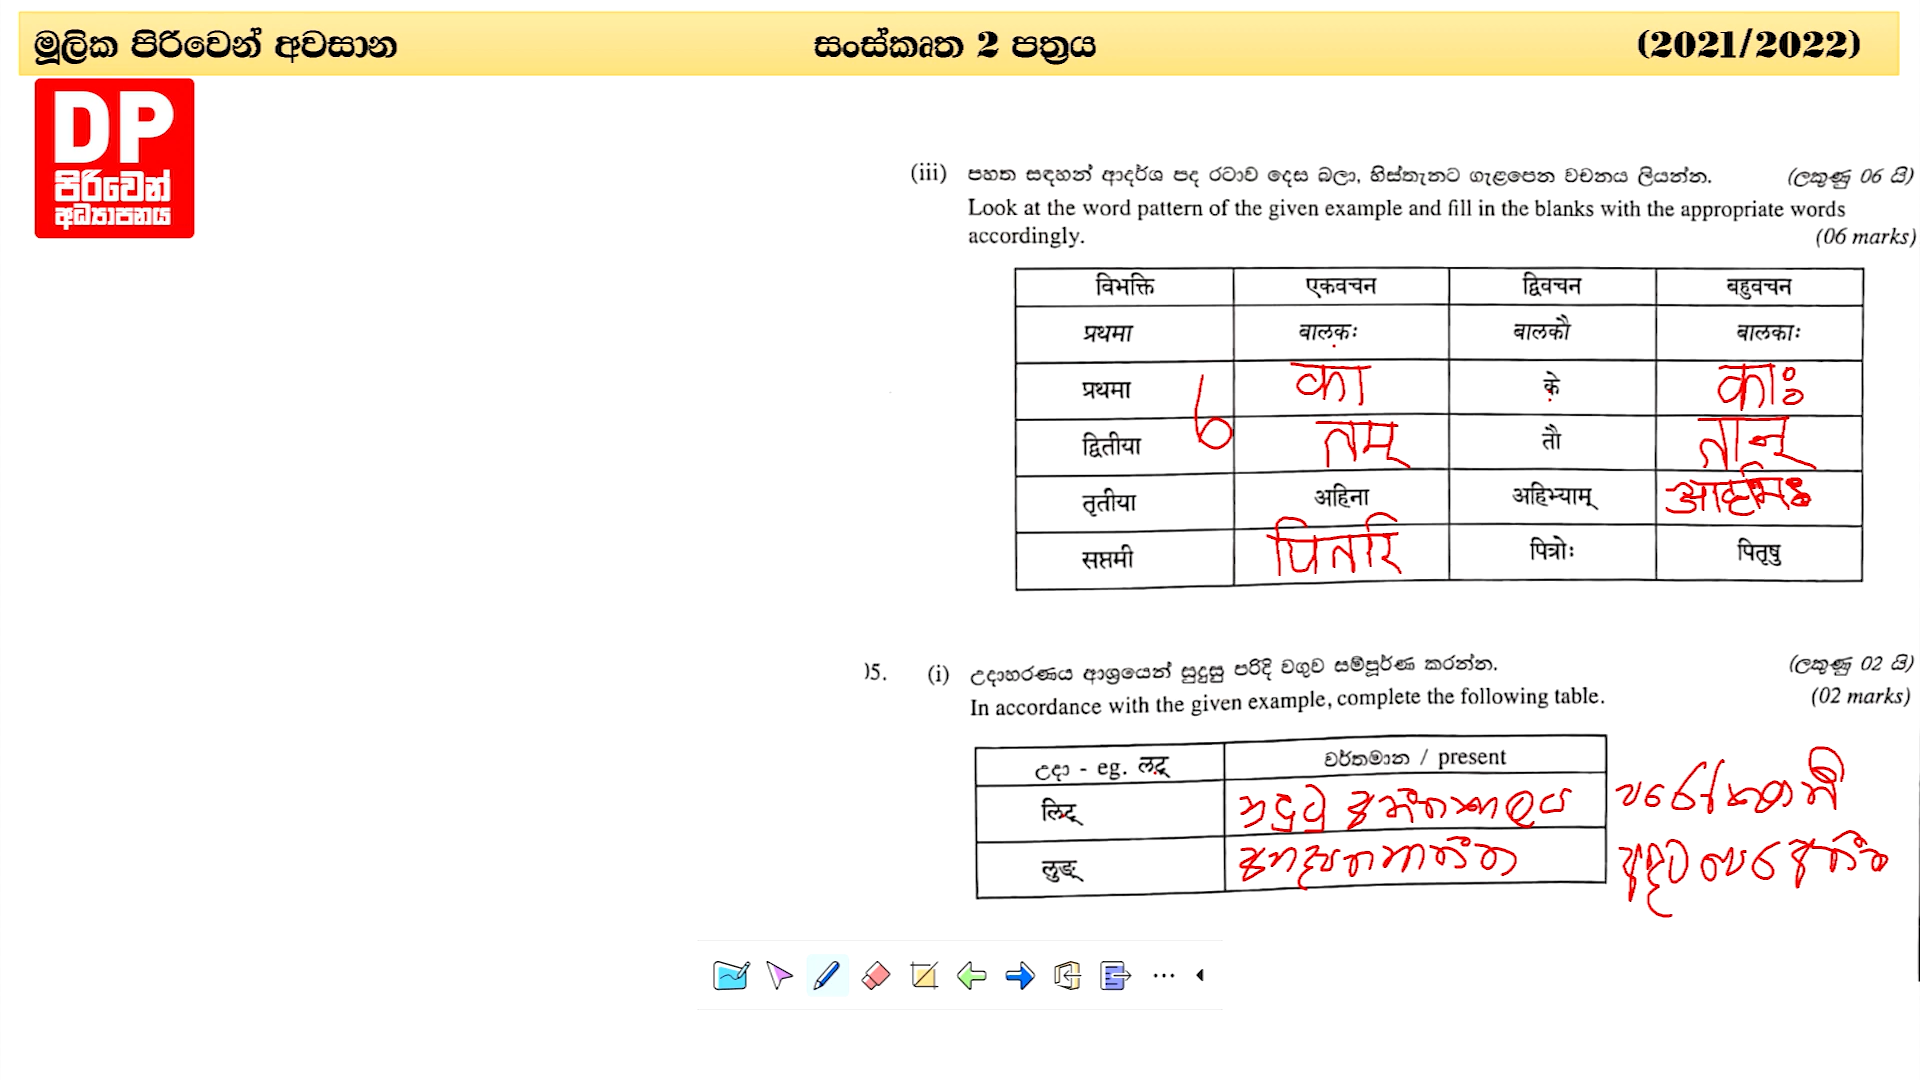 මූලික පිරිවෙන් අවසාන සංස්කෘත 2 පත්‍රය (2021/2022)
DP
පිරිවෙන්
අධ්‍යාපනය
(iii) පහත සඳහන් ආදර්ශ පද රටාව දෙස බලා, හිස්තැනට ගැළපෙන වචනය ලියන්න. (ලකුණු 06 යි)
Look at the word pattern of the given example and fill in the blanks with the appropriate words
accordingly. (06 marks)
विभक्ति एकवचन द्विवचन बहुवचन
प्रथमा बालकः बालकौ बालकाः
प्रथमा का के काः
6
द्वितीया तम् तौ तान्
तृतीया अहिना अहिभ्याम्
सप्तमी पितरि पित्रोः पितृषु
)5. (i) උදාහරණය ආශ්‍රයෙන් සුදුසු පරිදි වගුව සම්පූර්ණ කරන්න. (ලකුණු 02 යි)
In accordance with the given example, complete the following table. (02 marks)
උදා - eg. लट् වර්තමාන / present
लिट् නුදුටු අතීතකාලය
लुङ्